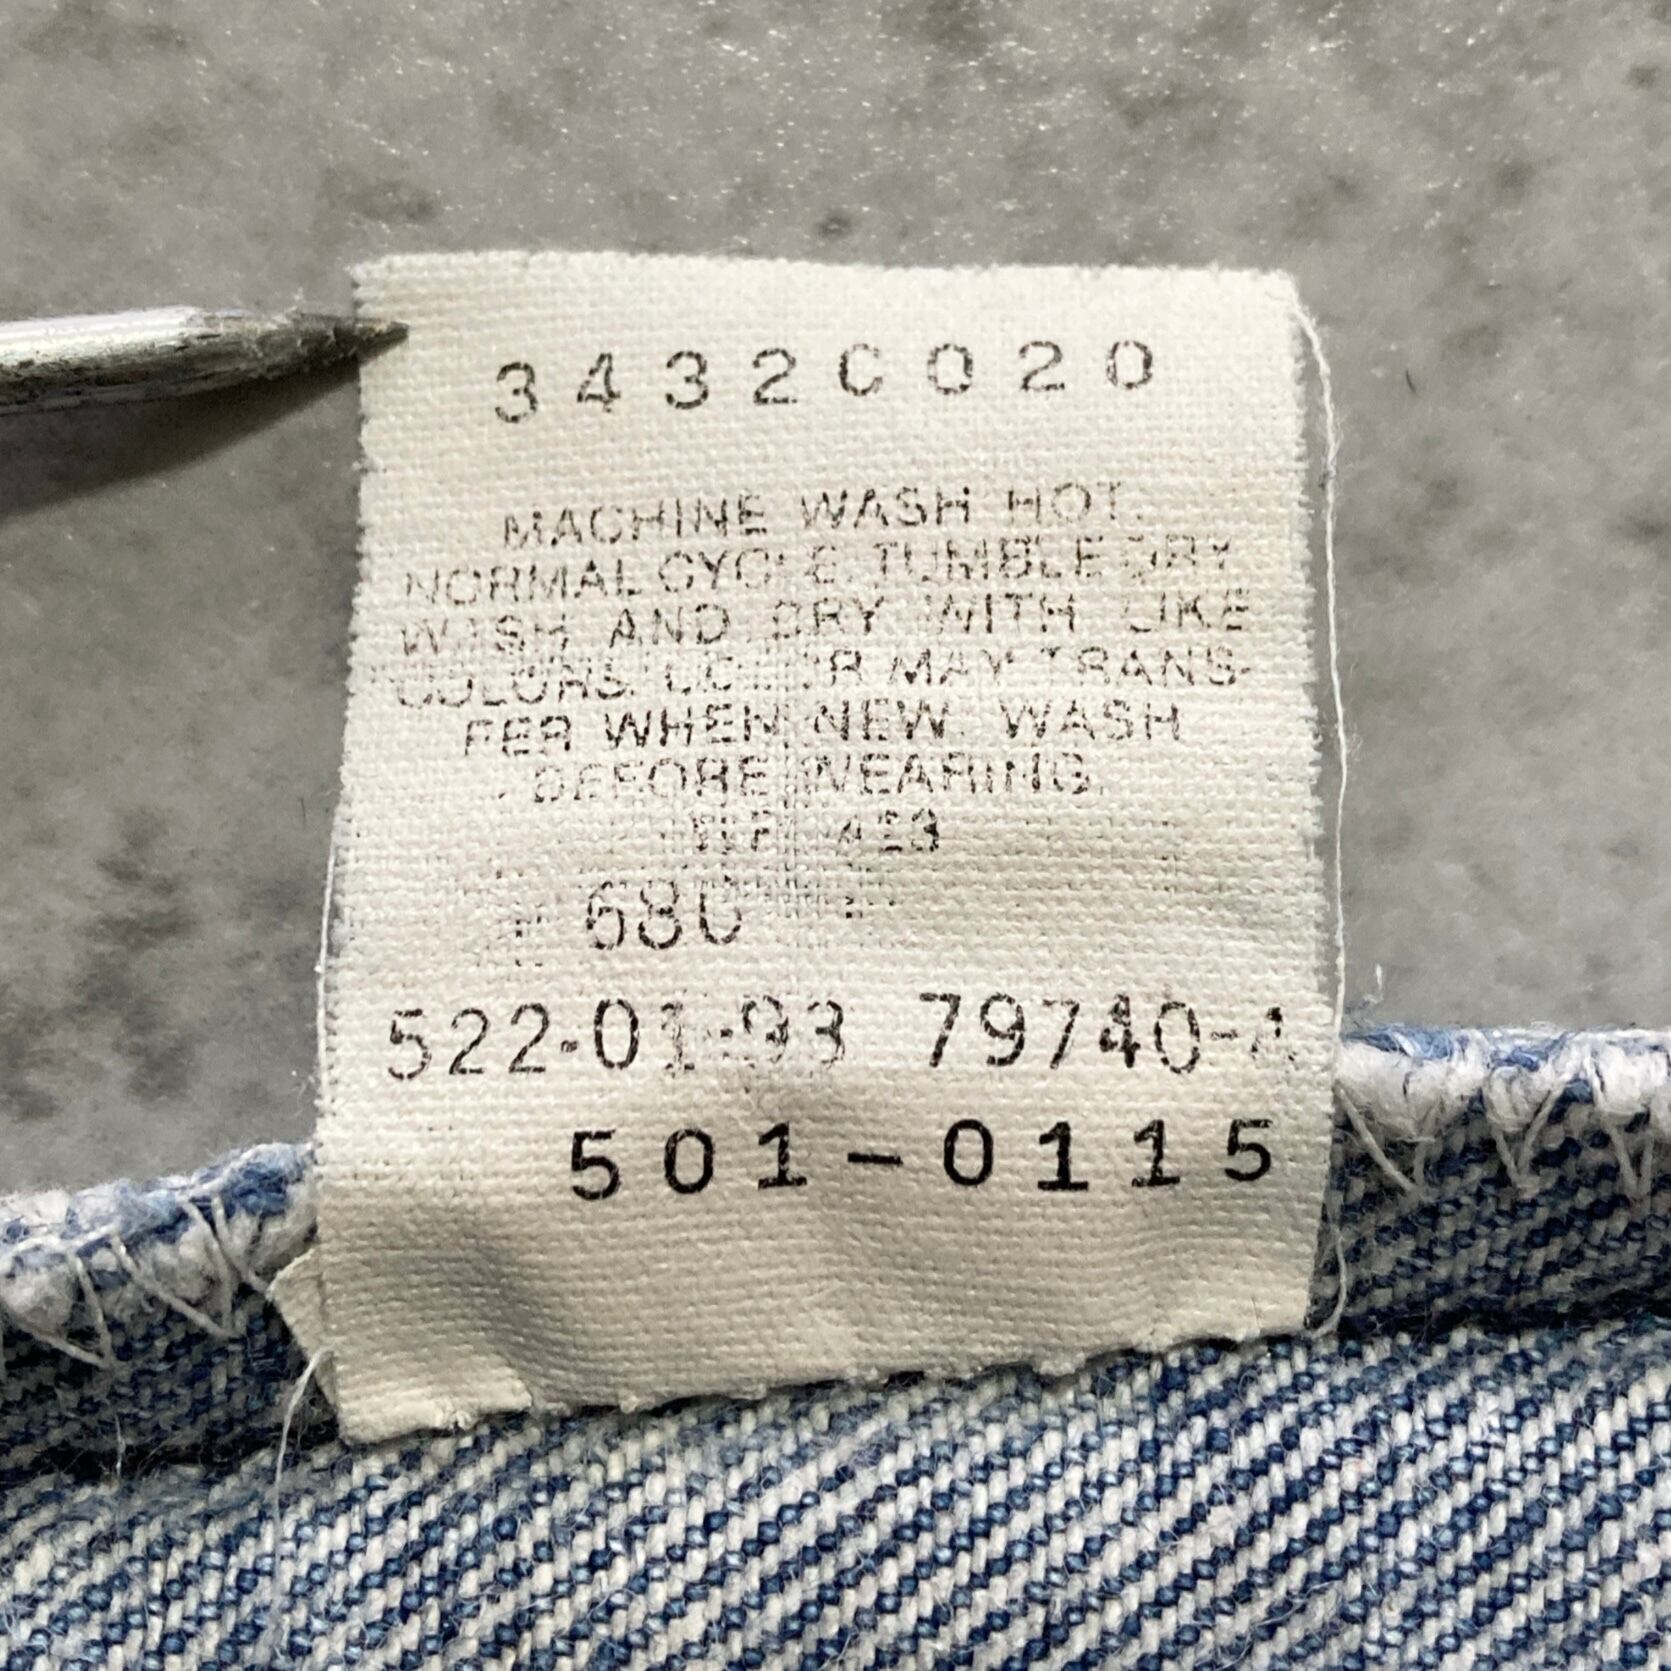 3432C020
MACHINE WASH HOT.
NORMAL CYCLE. TUMBLE DRY
WASH AND DRY WITH LIKE
COLORS. COLOR MAY TRANS-
FER WHEN NEW. WASH
BEFORE WEARING.
680
522-01-93 79740-A
501-0115